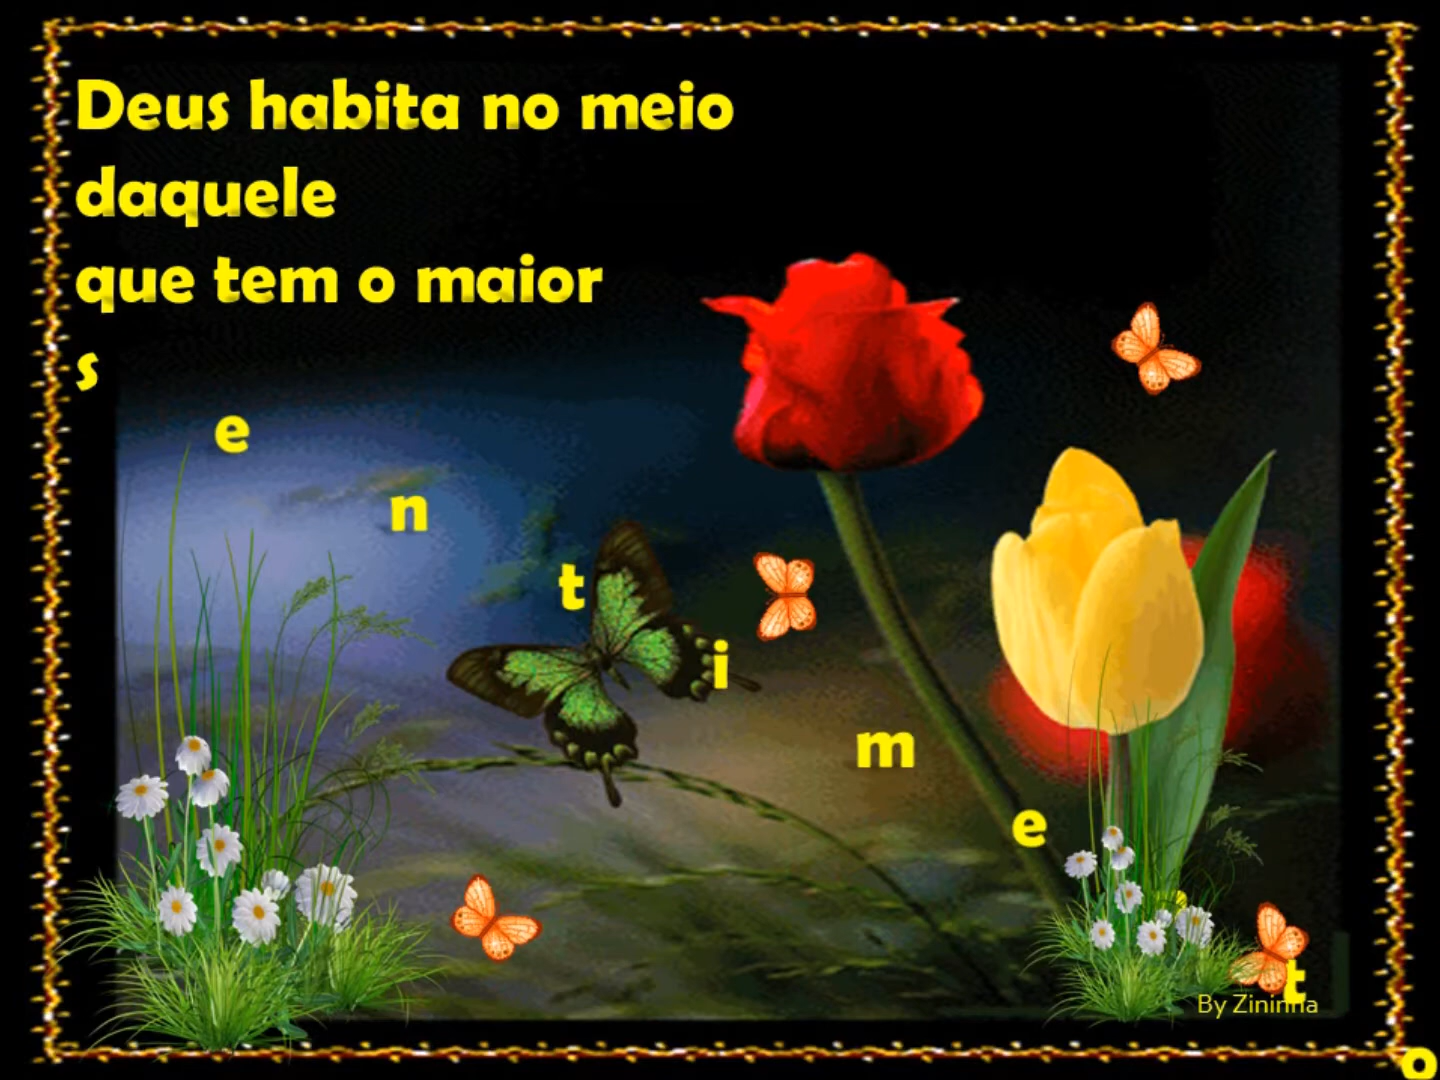 Deus habita no meio
daquele
que tem o maior
s
e
n
t
i
m
e
t
o
By Zininha